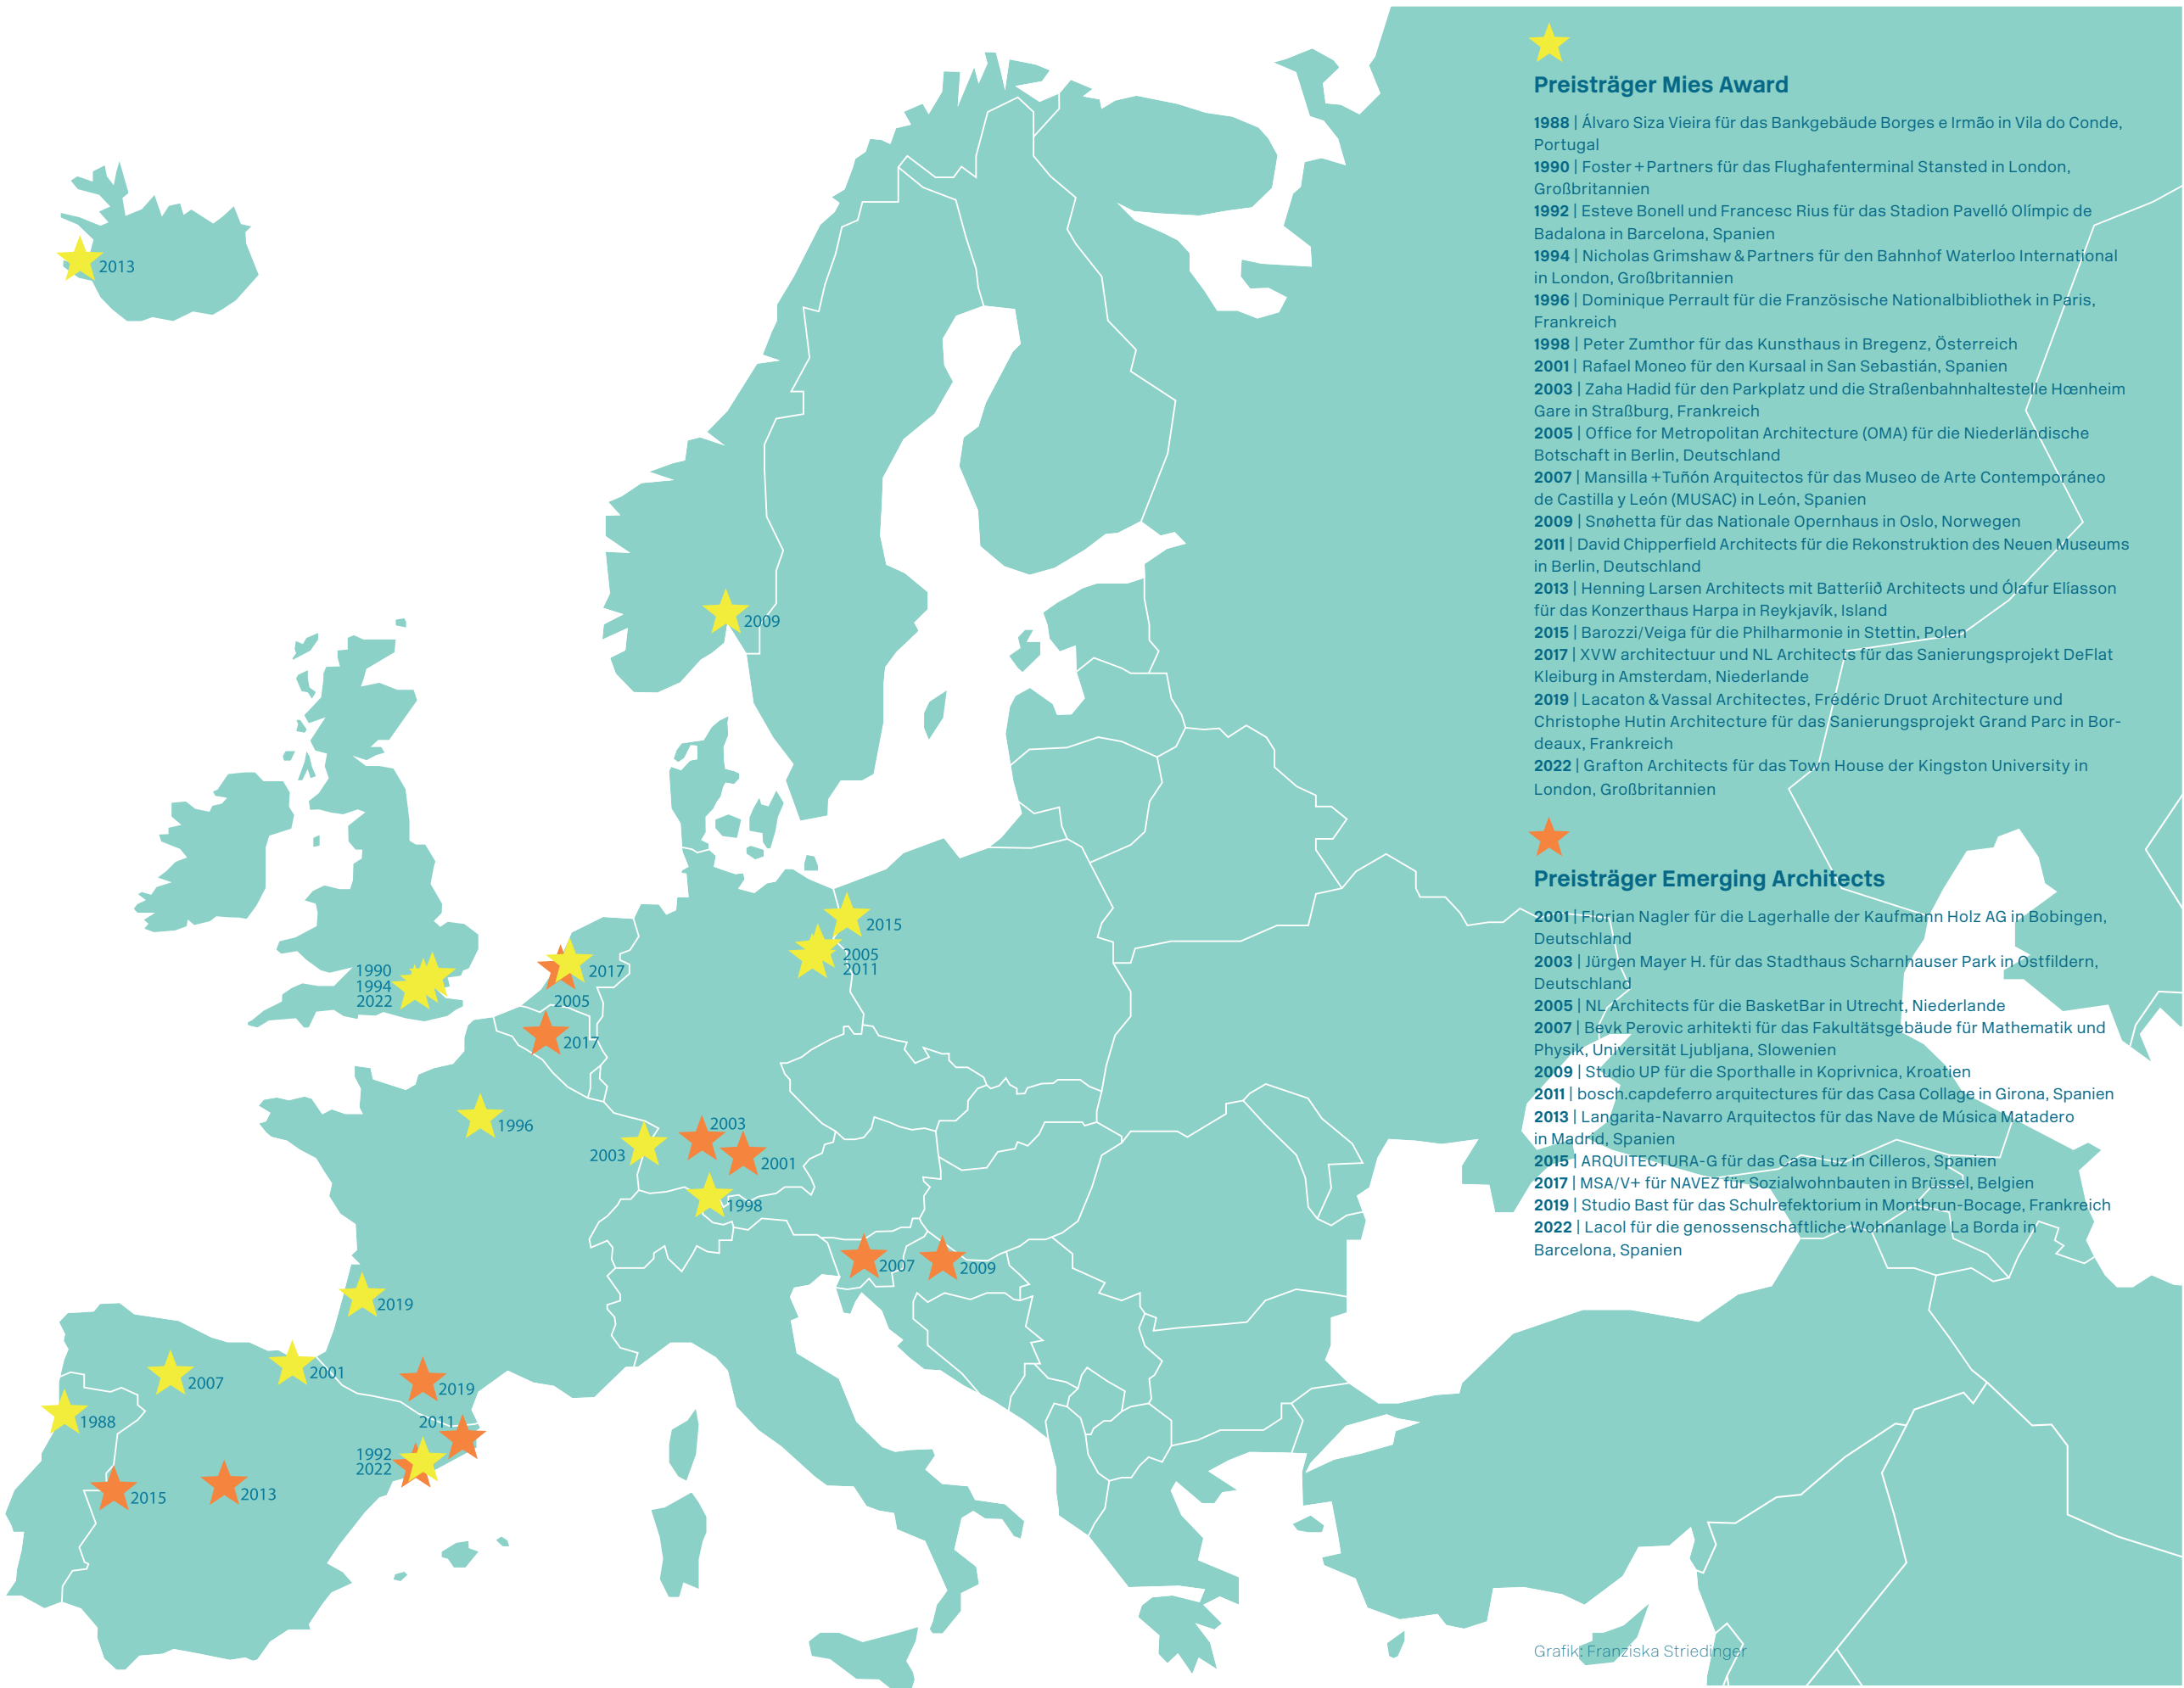 Preisträger Mies Award
1988 | Álvaro Siza Vieira für das Bankgebäude Borges e Irmão in Vila do Conde,
Portugal
1990 | Foster + Partners für das Flughafenterminal Stansted in London,
Großbritannien
1992 | Esteve Bonell und Francesc Rius für das Stadion Pavelló Olímpic de
Badalona in Barcelona, Spanien
1994 | Nicholas Grimshaw & Partners für den Bahnhof Waterloo International
in London, Großbritannien
1996 | Dominique Perrault für die Französische Nationalbibliothek in Paris,
Frankreich
1998 | Peter Zumthor für das Kunsthaus in Bregenz, Österreich
2001 | Rafael Moneo für den Kursaal in San Sebastián, Spanien
2003 | Zaha Hadid für den Parkplatz und die Straßenbahnhaltestelle Hœnheim
Gare in Straßburg, Frankreich
2005 | Office for Metropolitan Architecture (OMA) für die Niederländische
Botschaft in Berlin, Deutschland
2007 | Mansilla + Tuñón Arquitectos für das Museo de Arte Contemporáneo
de Castilla y León (MUSAC) in León, Spanien
2009 | Snøhetta für das Nationale Opernhaus in Oslo, Norwegen
2011 | David Chipperfield Architects für die Rekonstruktion des Neuen Museums
in Berlin, Deutschland
2013 | Henning Larsen Architects mit Batteríið Architects und Ólafur Elíasson
für das Konzerthaus Harpa in Reykjavík, Island
2015 | Barozzi/Veiga für die Philharmonie in Stettin, Polen
2017 | XVW architectuur und NL Architects für das Sanierungsprojekt DeFlat
Kleiburg in Amsterdam, Niederlande
2019 | Lacaton & Vassal Architectes, Frédéric Druot Architecture und
Christophe Hutin Architecture für das Sanierungsprojekt Grand Parc in Bor-
deaux, Frankreich
2022 | Grafton Architects für das Town House der Kingston University in
London, Großbritannien
Preisträger Emerging Architects
2001 | Florian Nagler für die Lagerhalle der Kaufmann Holz AG in Bobingen,
Deutschland
2003 | Jürgen Mayer H. für das Stadthaus Scharnhauser Park in Ostfildern,
Deutschland
2005 | NL Architects für die BasketBar in Utrecht, Niederlande
2007 | Bevk Perovic arhitekti für das Fakultätsgebäude für Mathematik und
Physik, Universität Ljubljana, Slowenien
2009 | Studio UP für die Sporthalle in Koprivnica, Kroatien
2011 | bosch.capdeferro arquitectures für das Casa Collage in Girona, Spanien
2013 | Langarita-Navarro Arquitectos für das Nave de Música Matadero
in Madrid, Spanien
2015 | ARQUITECTURA-G für das Casa Luz in Cilleros, Spanien
2017 | MSA/V+ für NAVEZ für Sozialwohnbauten in Brüssel, Belgien
2019 | Studio Bast für das Schulrefektorium in Montbrun-Bocage, Frankreich
2022 | Lacol für die genossenschaftliche Wohnanlage La Borda in
Barcelona, Spanien
2013
2009
2015
2005
2011
2017
2005
1990
1994
2022
2017
1996
2003
2003
2001
1998
2007
2009
2019
2001
2007
2019
1988
2011
1992
2022
2015
2013
Grafik: Franziska Striedinger